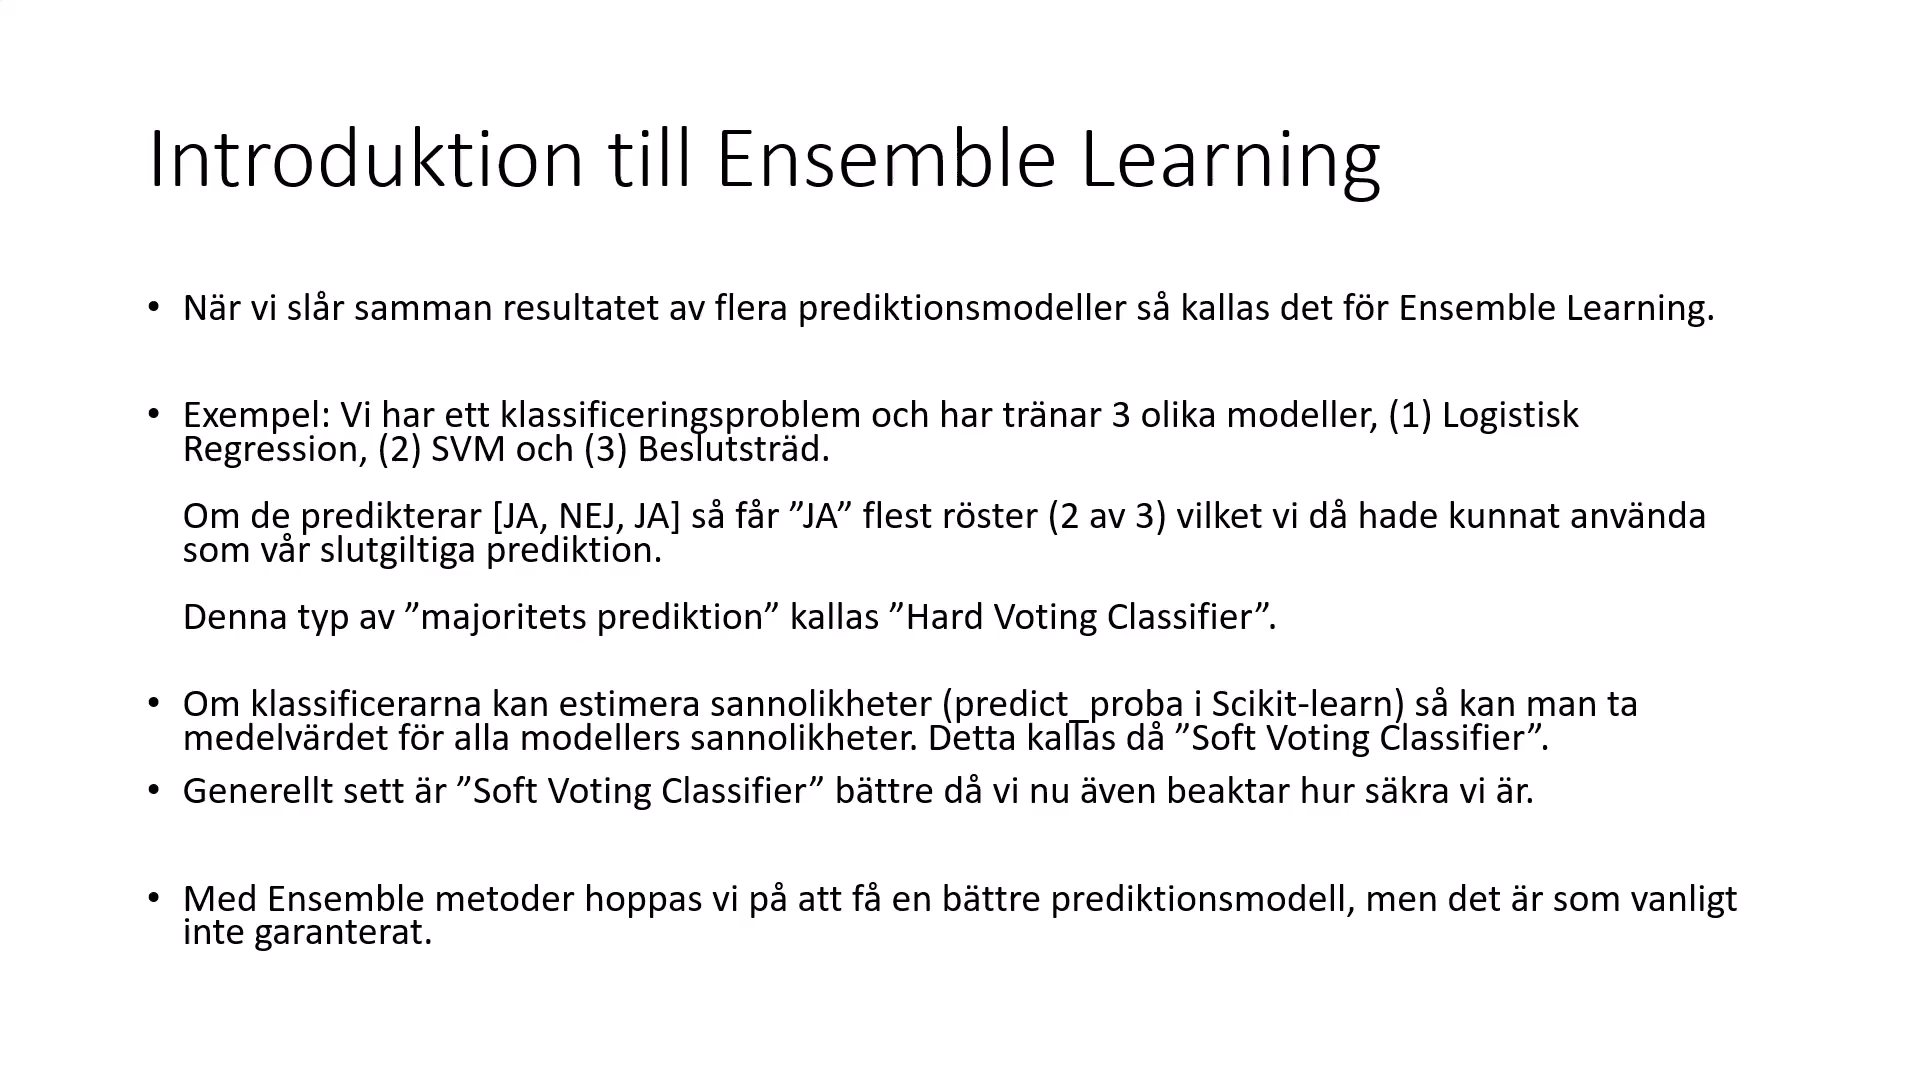 Introduktion till Ensemble Learning
• När vi slår samman resultatet av flera prediktionsmodeller så kallas det för Ensemble Learning.
• Exempel: Vi har ett klassificeringsproblem och har tränar 3 olika modeller, (1) Logistisk
Regression, (2) SVM och (3) Beslutsträd.
Om de predikterar [JA, NEJ, JA] så får ”JA” flest röster (2 av 3) vilket vi då hade kunnat använda
som vår slutgiltiga prediktion.
Denna typ av ”majoritets prediktion” kallas ”Hard Voting Classifier”.
• Om klassificerarna kan estimera sannolikheter (predict_proba i Scikit-learn) så kan man ta
medelvärdet för alla modellers sannolikheter. Detta kallas då ”Soft Voting Classifier”.
• Generellt sett är ”Soft Voting Classifier” bättre då vi nu även beaktar hur säkra vi är.
• Med Ensemble metoder hoppas vi på att få en bättre prediktionsmodell, men det är som vanligt
inte garanterat.